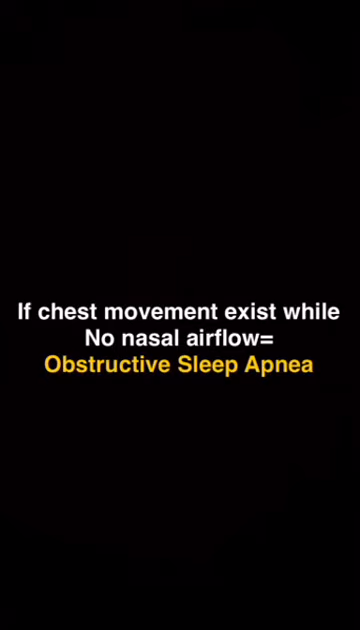 If chest movement exist while
No nasal airflow=
Obstructive Sleep Apnea